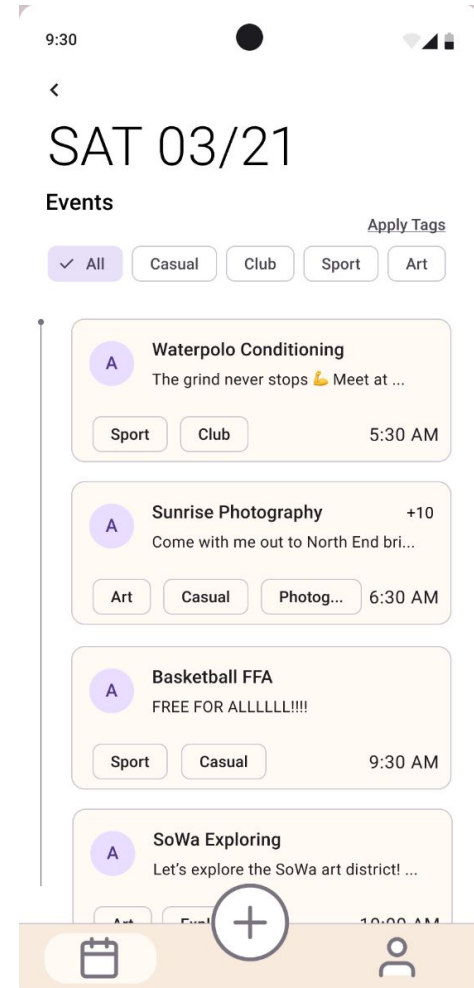 9:30
SAT 03/21
Events
Apply Tags
All Casual Club Sport Art
A Waterpolo Conditioning
The grind never stops 💪 Meet at ...
Sport Club 5:30 AM
A Sunrise Photography +10
Come with me out to North End bri...
Art Casual Photog... 6:30 AM
A Basketball FFA
FREE FOR ALLLLLL!!!!
Sport Casual 9:30 AM
A SoWa Exploring
Let's explore the SoWa art district! ...
Art